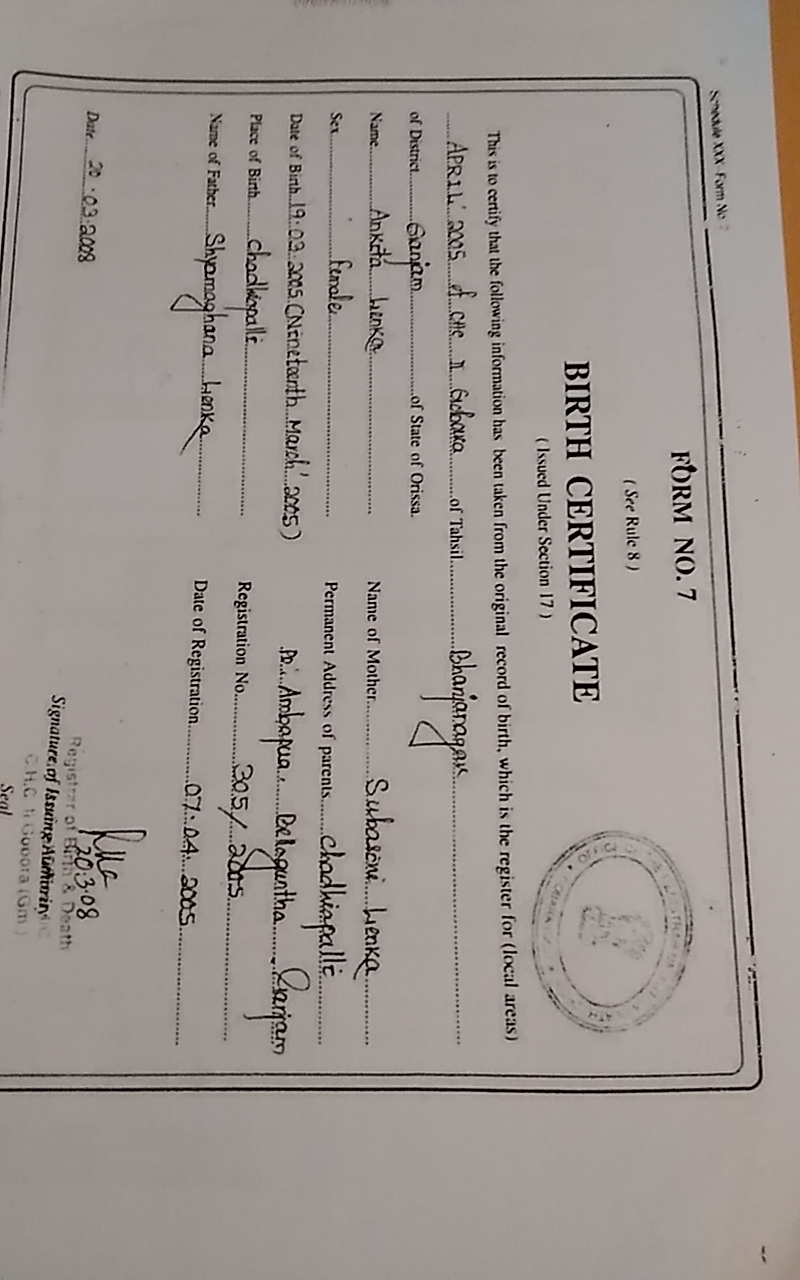 Schedule XXX Form No 7
FORM NO. 7
( See Rule 8 )
BIRTH CERTIFICATE
( Issued Under Section 17 )
This is to certify that the following information has been taken from the original record of birth, which is the register for (local areas)
APRIL' 2005 of CHC II Gobara of Tahsil Bhanjanagar
of District Ganjam of State of Orissa.
Name Ankita Lenka
Name of Mother Subasini Lenka
Sex Female
Permanent Address of parents Chadhiapalli
Date of Birth 19.03.2005 (Nineteenth March' 2005)
Po: Ambapua Belaguntha Ganjam
Place of Birth Chadhiapalli
Registration No. 305/2005
Name of Father Shyamaghana Lenka
Date of Registration 07.04.2005
Date 20.03.2008
20.3.08
Registrar of Birth & Death
Signature of Issuing Authority
C.H.C Gobora (Gm)
Seal